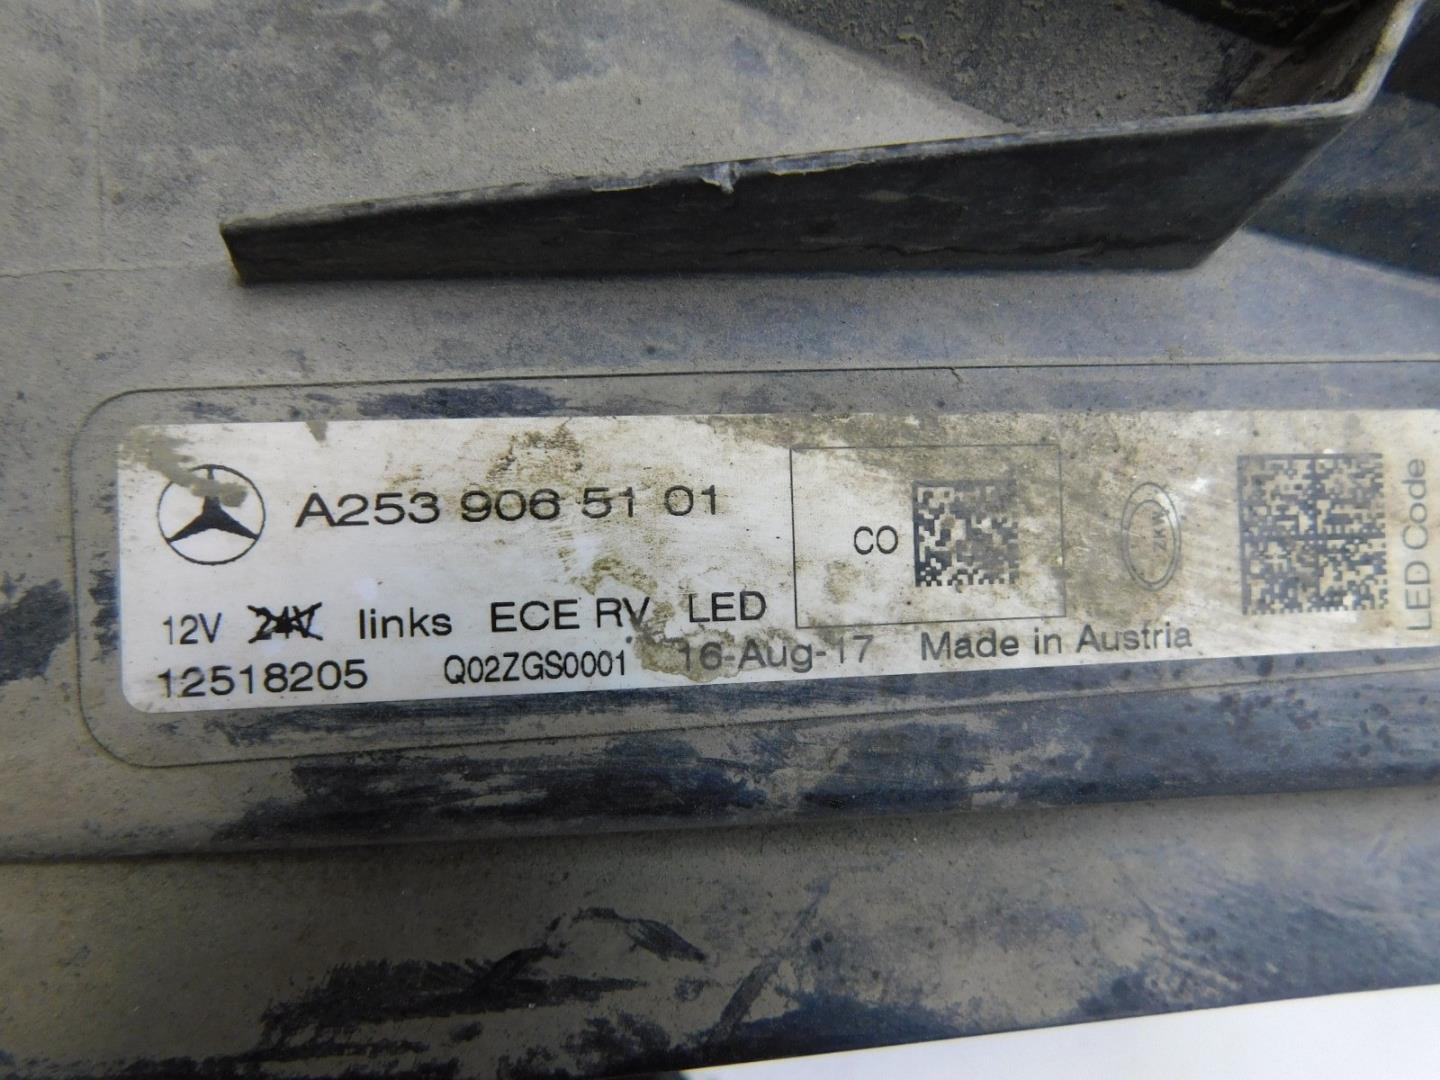 A253 906 51 01
CO
ZKW
LED Code
12V 24V links ECE RV LED
12518205 Q02ZGS0001 16-Aug-17 Made in Austria